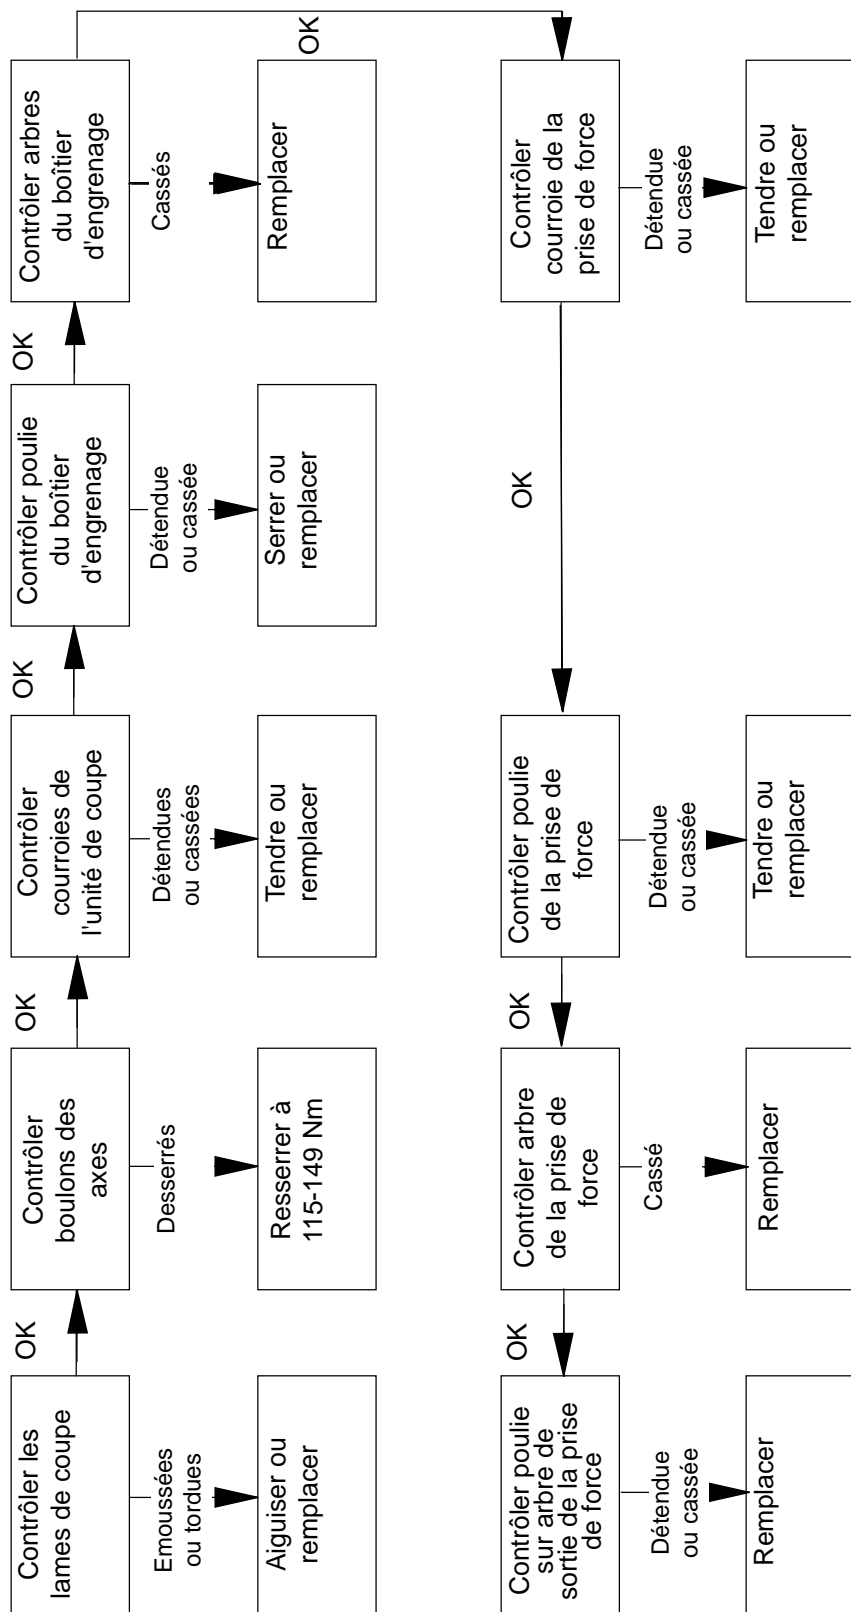 Contrôler les
lames de coupe
OK
Contrôler
boulons des
axes
OK
Contrôler
courroies de
l'unité de coupe
OK
Contrôler poulie
du boîtier
d'engrenage
OK
Contrôler arbres
du boîtier
d'engrenage
OK
Emoussées
ou tordues
Desserrés
Détendues
ou cassées
Détendue
ou cassée
Cassés
Aiguiser ou
remplacer
Resserrer à
115-149 Nm
Tendre ou
remplacer
Serrer ou
remplacer
Remplacer
Contrôler poulie
sur arbre de
sortie de la prise
de force
OK
Contrôler arbre
de la prise de
force
OK
Contrôler poulie
de la prise de
force
OK
Contrôler
courroie de la
prise de force
Détendue
ou cassée
Cassé
Détendue
ou cassée
Détendue
ou cassée
Remplacer
Remplacer
Tendre ou
remplacer
Tendre ou
remplacer